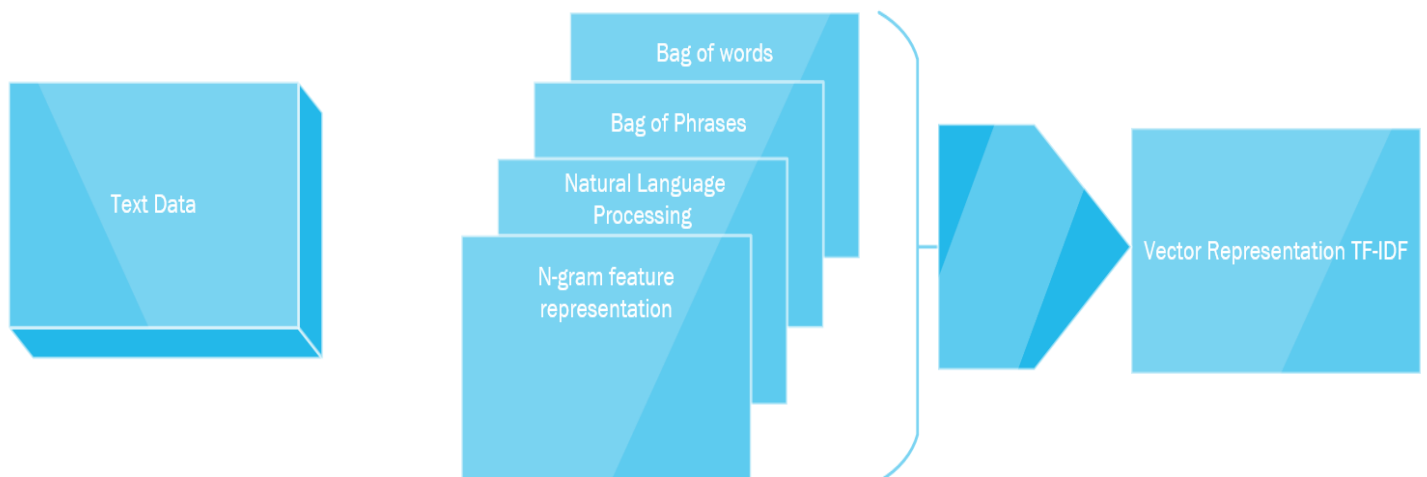 Text Data
Bag of words
Bag of Phrases
Natural Language
Processing
N-gram feature
representation
Vector Representation TF-IDF